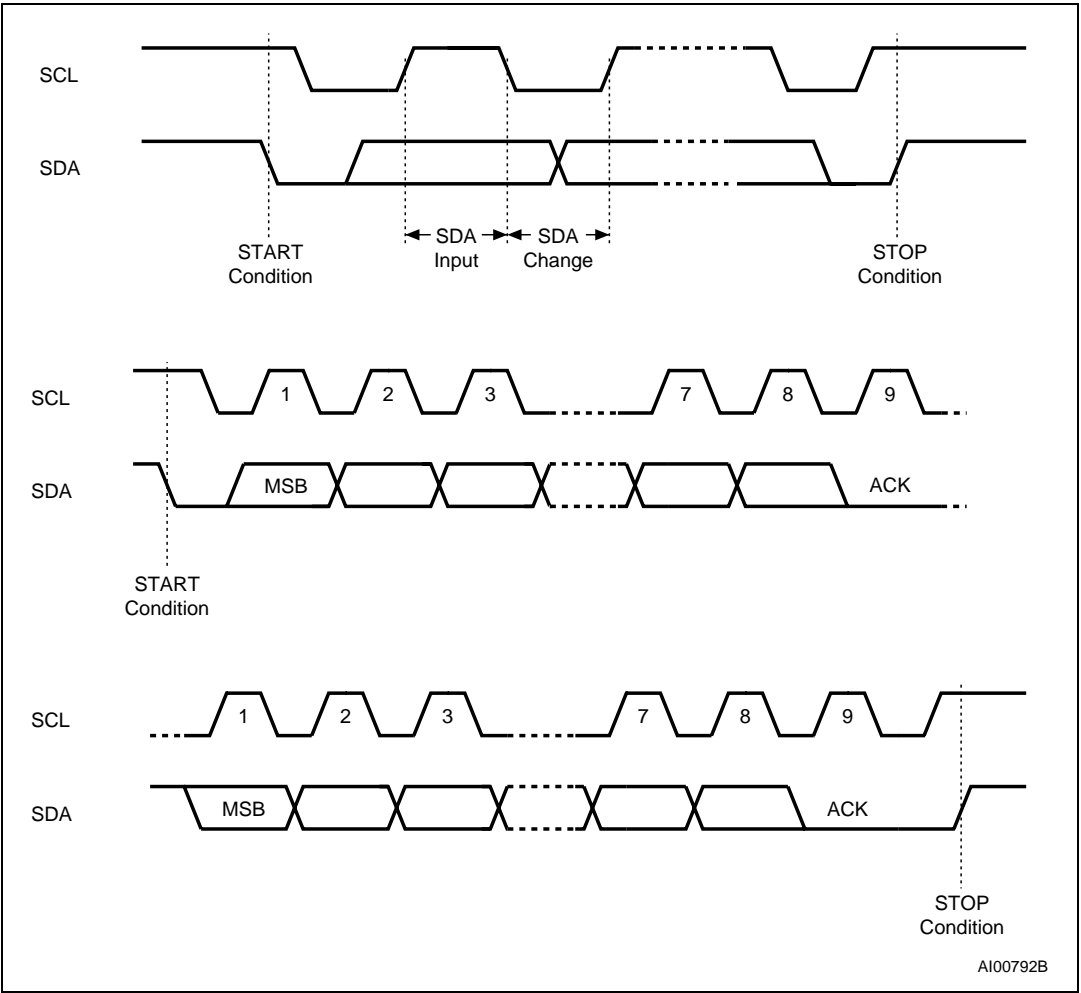 SCL
SDA
SDA
Input
SDA
Change
START
Condition
STOP
Condition
SCL
1
2
3
7
8
9
SDA
MSB
ACK
START
Condition
SCL
1
2
3
7
8
9
SDA
MSB
ACK
STOP
Condition
AI00792B